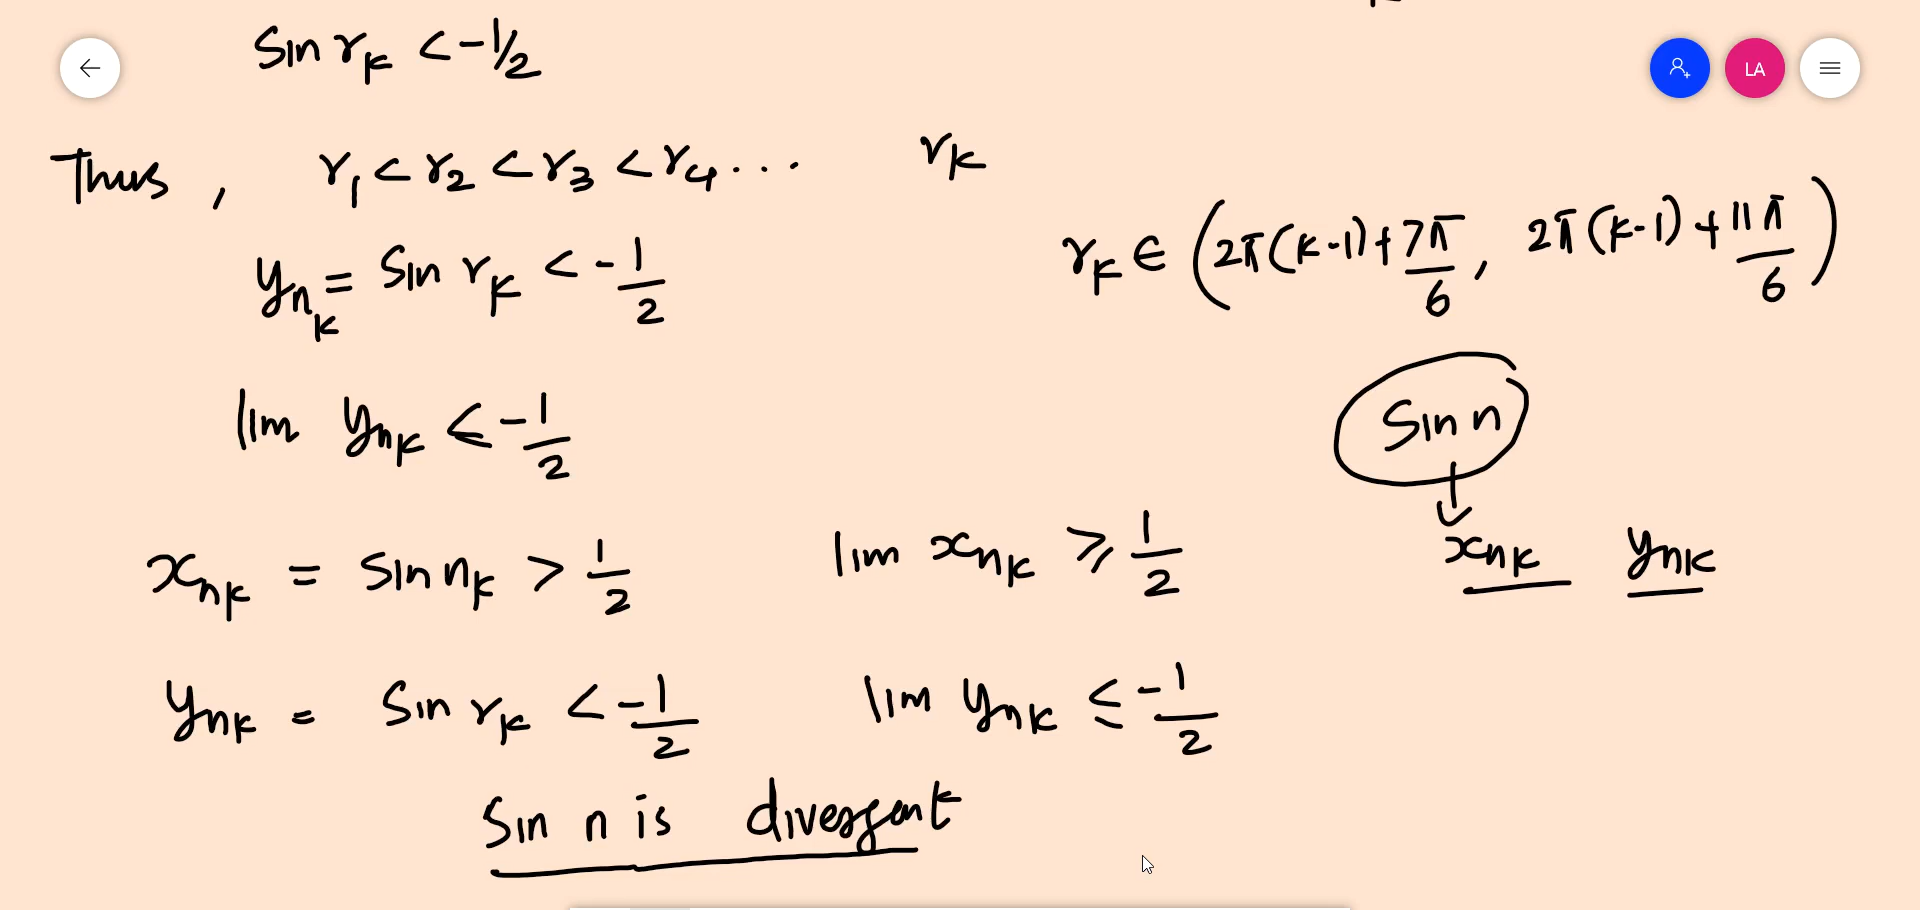 Sin r_k < -1/2
LA
Thus , r_1 < r_2 < r_3 < r_4 ... r_k
y_{n_k} = Sin r_k < -1/2 r_k ∈ (2π(k-1)+7π/6, 2π(k-1)+11π/6)
lim y_{n_k} ≤ -1/2 Sin n
x_{n_k} = Sin n_k > 1/2 lim x_{n_k} ≥ 1/2 x_{n_k} y_{n_k}
y_{n_k} = Sin r_k < -1/2 lim y_{n_k} ≤ -1/2
Sin n is divergent